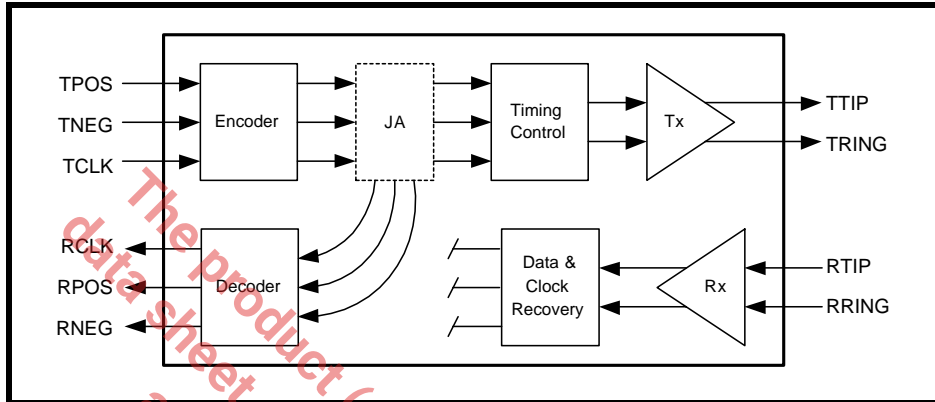 TPOS
TNEG
TCLK
Encoder
JA
Timing
Control
Tx
TTIP
TRING
RCLK
RPOS
RNEG
Decoder
Data &
Clock
Recovery
Rx
RTIP
RRING
The product (
data sheet